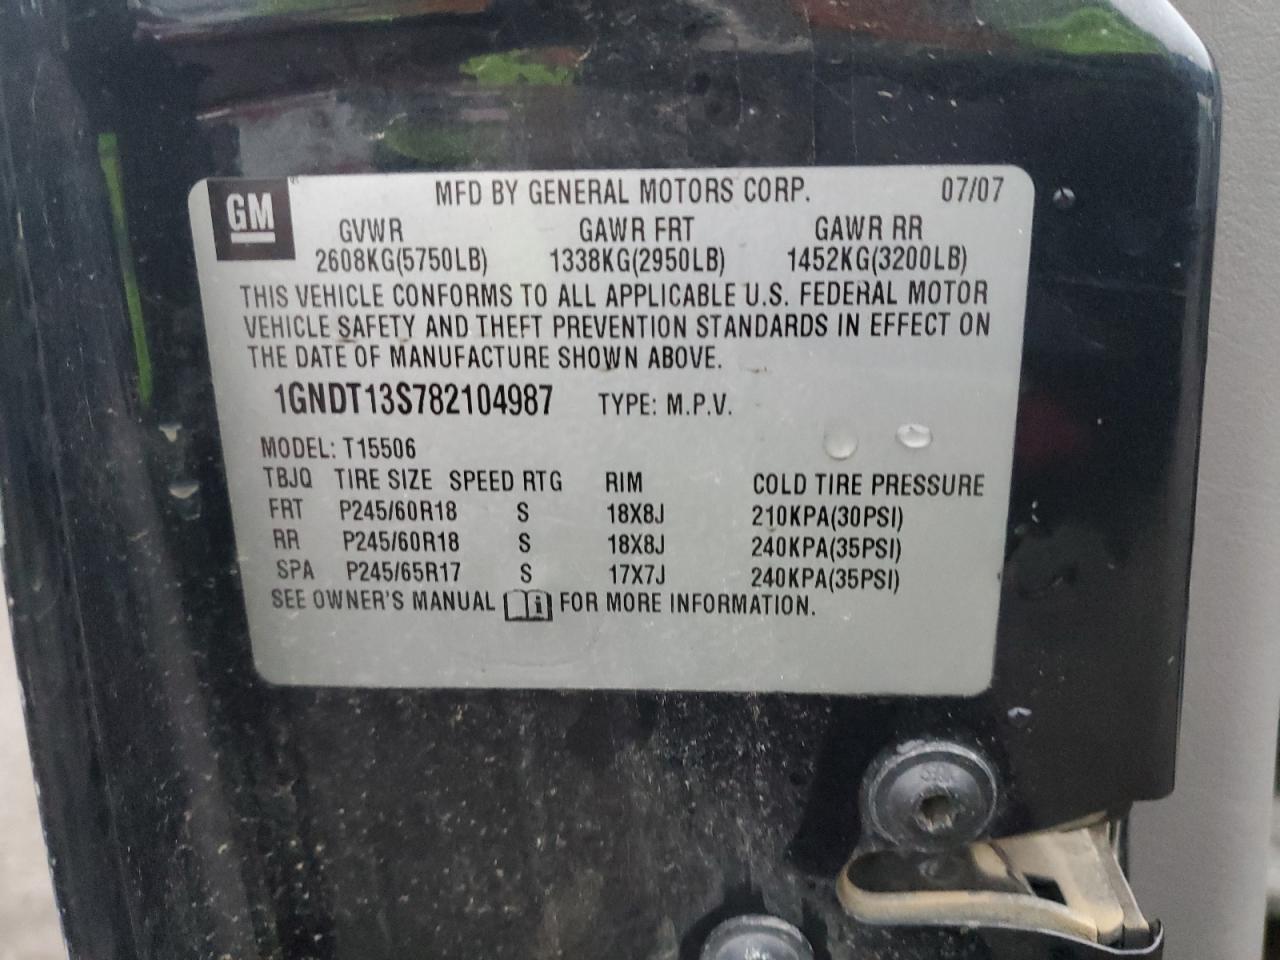 GM MFD BY GENERAL MOTORS CORP. 07/07
GVWR GAWR FRT GAWR RR
2608KG(5750LB) 1338KG(2950LB) 1452KG(3200LB)
THIS VEHICLE CONFORMS TO ALL APPLICABLE U.S. FEDERAL MOTOR
VEHICLE SAFETY AND THEFT PREVENTION STANDARDS IN EFFECT ON
THE DATE OF MANUFACTURE SHOWN ABOVE.
1GNDT13S782104987 TYPE: M.P.V.
MODEL: T15506
TBJQ TIRE SIZE SPEED RTG RIM COLD TIRE PRESSURE
FRT P245/60R18 S 18X8J 210KPA(30PSI)
RR P245/60R18 S 18X8J 240KPA(35PSI)
SPA P245/65R17 S 17X7J 240KPA(35PSI)
SEE OWNER'S MANUAL FOR MORE INFORMATION.